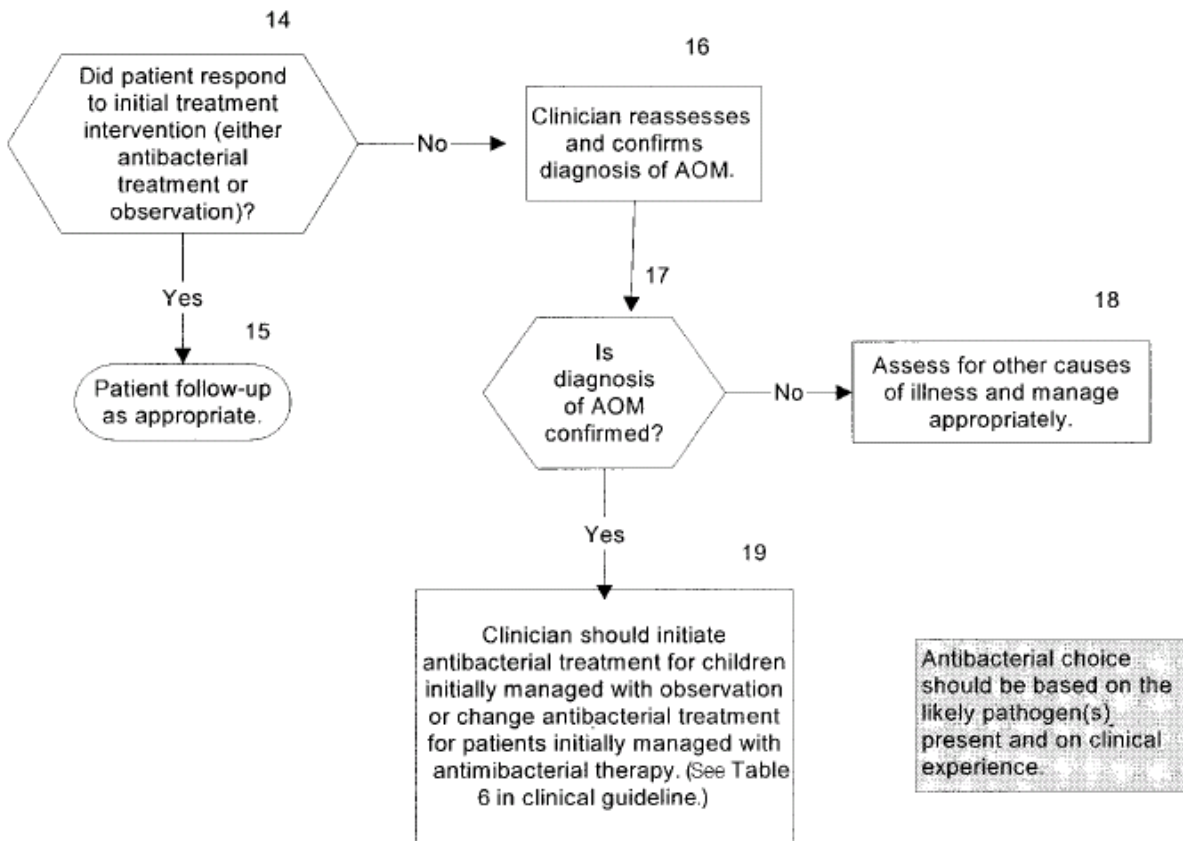 14
Did patient respond
to initial treatment
intervention (either
antibacterial
treatment or
observation)?
No
16
Clinician reassesses
and confirms
diagnosis of AOM.
Yes
15
Patient follow-up
as appropriate.
17
Is
diagnosis
of AOM
confirmed?
No
18
Assess for other causes
of illness and manage
appropriately.
Yes
19
Clinician should initiate
antibacterial treatment for children
initially managed with observation
or change antibacterial treatment
for patients initially managed with
antimibacterial therapy. (See Table
6 in clinical guideline.)
Antibacterial choice
should be based on the
likely pathogen(s)
present and on clinical
experience.